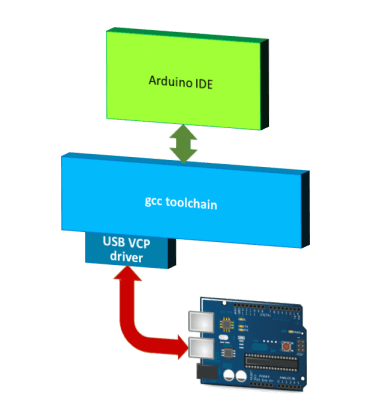 Arduino IDE
gcc toolchain
USB VCP
driver